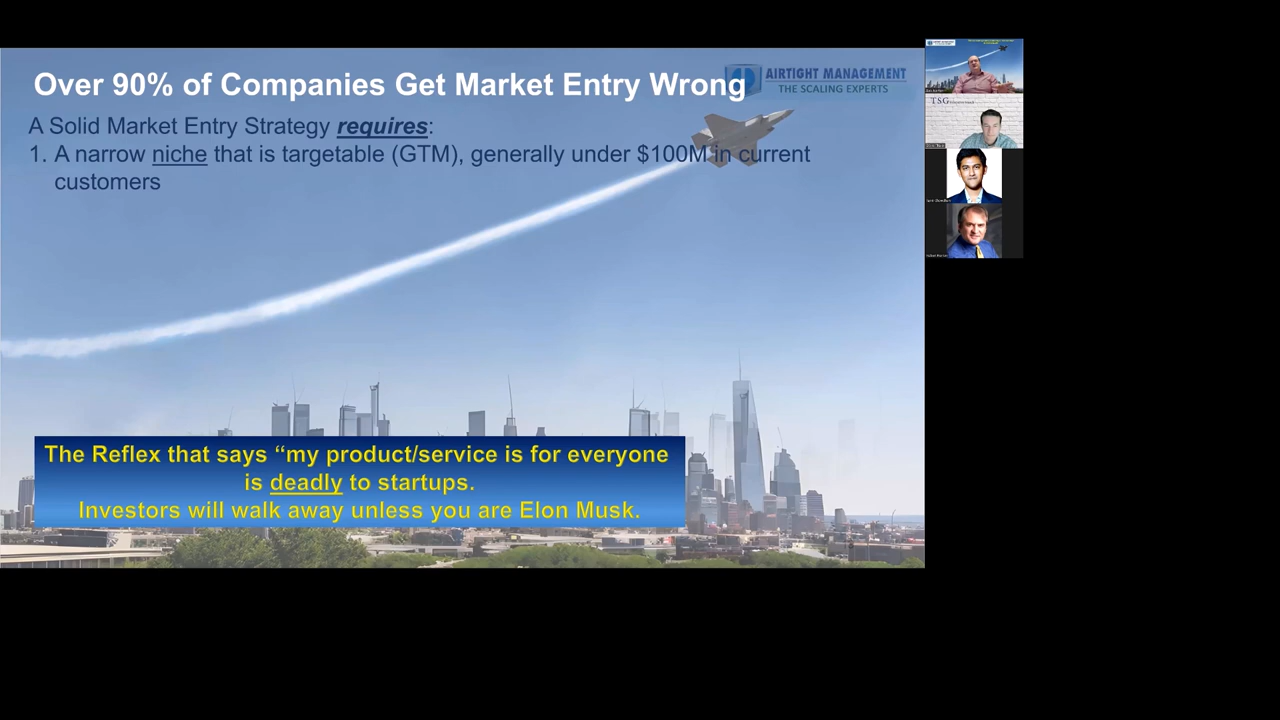 Over 90% of Companies Get Market Entry Wrong
AIRTIGHT MANAGEMENT
THE SCALING EXPERTS
A Solid Market Entry Strategy requires:
1. A narrow niche that is targetable (GTM), generally under $100M in current
customers
The Reflex that says “my product/service is for everyone
is deadly to startups.
Investors will walk away unless you are Elon Musk.
TSG